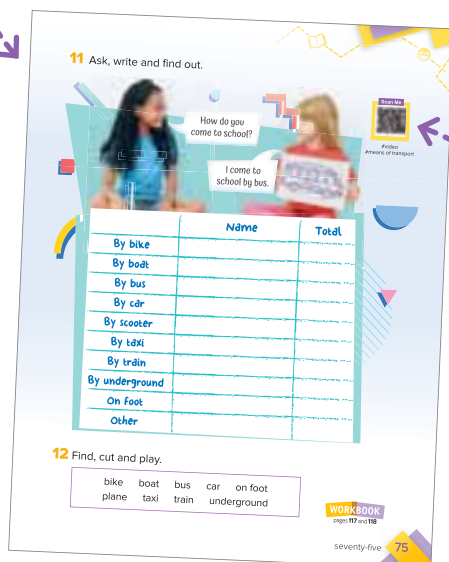 11 Ask, write and find out.
How do you
come to school?
I come to
school by bus.
Scan Me
#video
#means of transport
Name Total
By bike
By boat
By bus
By car
By scooter
By taxi
By train
By underground
On foot
Other
12 Find, cut and play.
bike boat bus car on foot
plane taxi train underground
WORKBOOK
pages 117 and 118
seventy-five 75